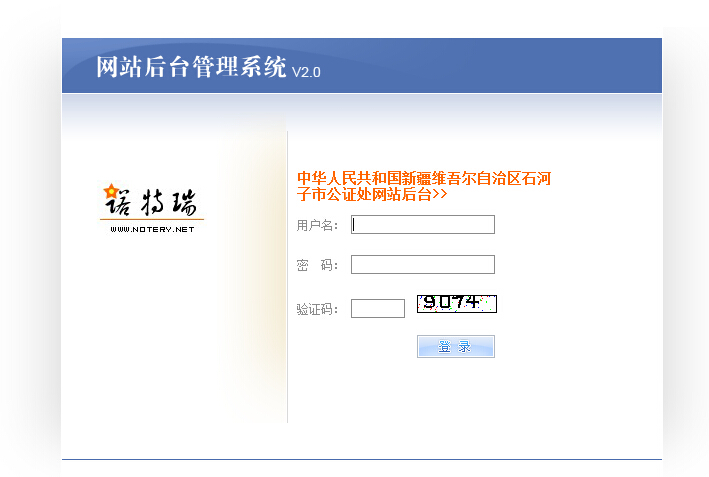 网站后台管理系统 V2.0
诺特瑞
WWW.NOTERY.NET
中华人民共和国新疆维吾尔自治区石河
子市公证处网站后台>>
用户名：
密　码：
验证码：
9074
登 录